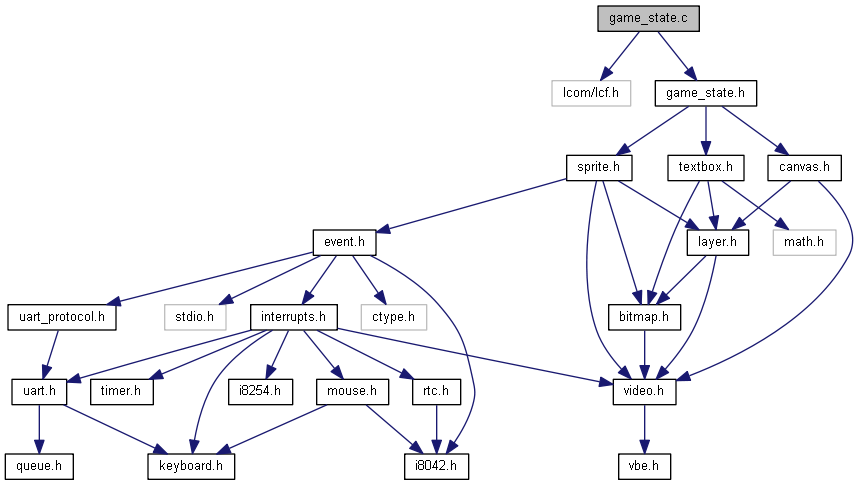 game_state.c
lcom/lcf.h
game_state.h
sprite.h
textbox.h
canvas.h
event.h
layer.h
math.h
uart_protocol.h
stdio.h
interrupts.h
ctype.h
bitmap.h
uart.h
timer.h
i8254.h
mouse.h
rtc.h
video.h
queue.h
keyboard.h
i8042.h
vbe.h